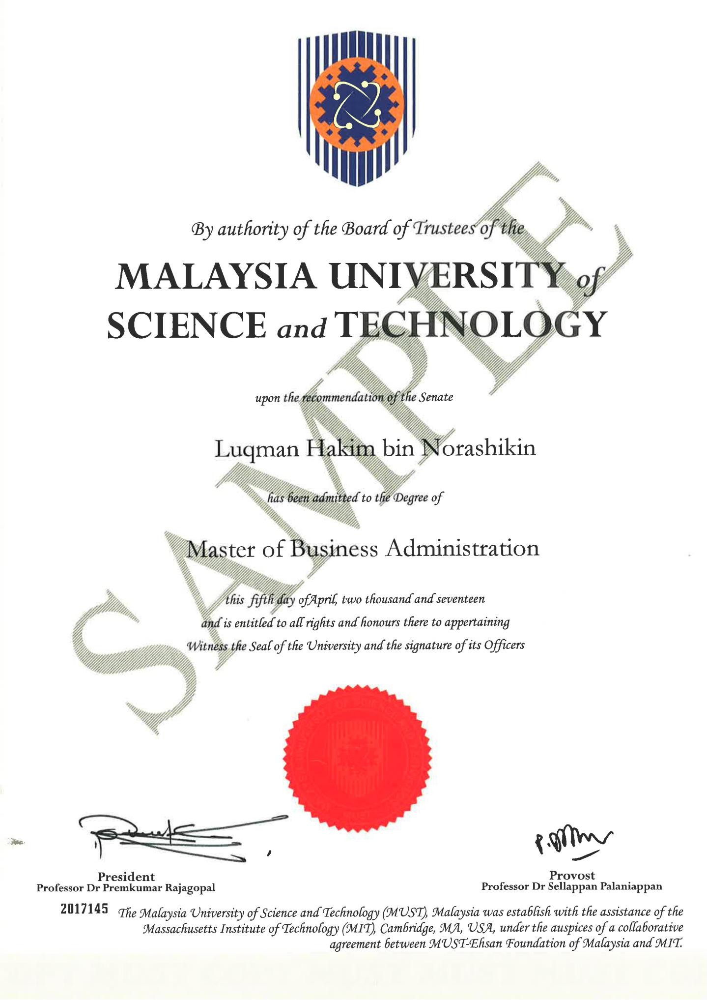 By authority of the Board of Trustees of the
MALAYSIA UNIVERSITY of
SCIENCE and TECHNOLOGY
upon the recommendation of the Senate
Luqman Hakim bin Norashikin
has been admitted to the Degree of
Master of Business Administration
this fifth day of April, two thousand and seventeen
and is entitled to all rights and honours there to appertaining
Witness the Seal of the University and the signature of its Officers
SAMPLE
President
Professor Dr Premkumar Rajagopal
Provost
Professor Dr Sellappan Palaniappan
2017145 The Malaysia University of Science and Technology (MUST), Malaysia was establish with the assistance of the
Massachusetts Institute of Technology (MIT), Cambridge, MA, USA, under the auspices of a collaborative
agreement between MUST-Ehsan Foundation of Malaysia and MIT.